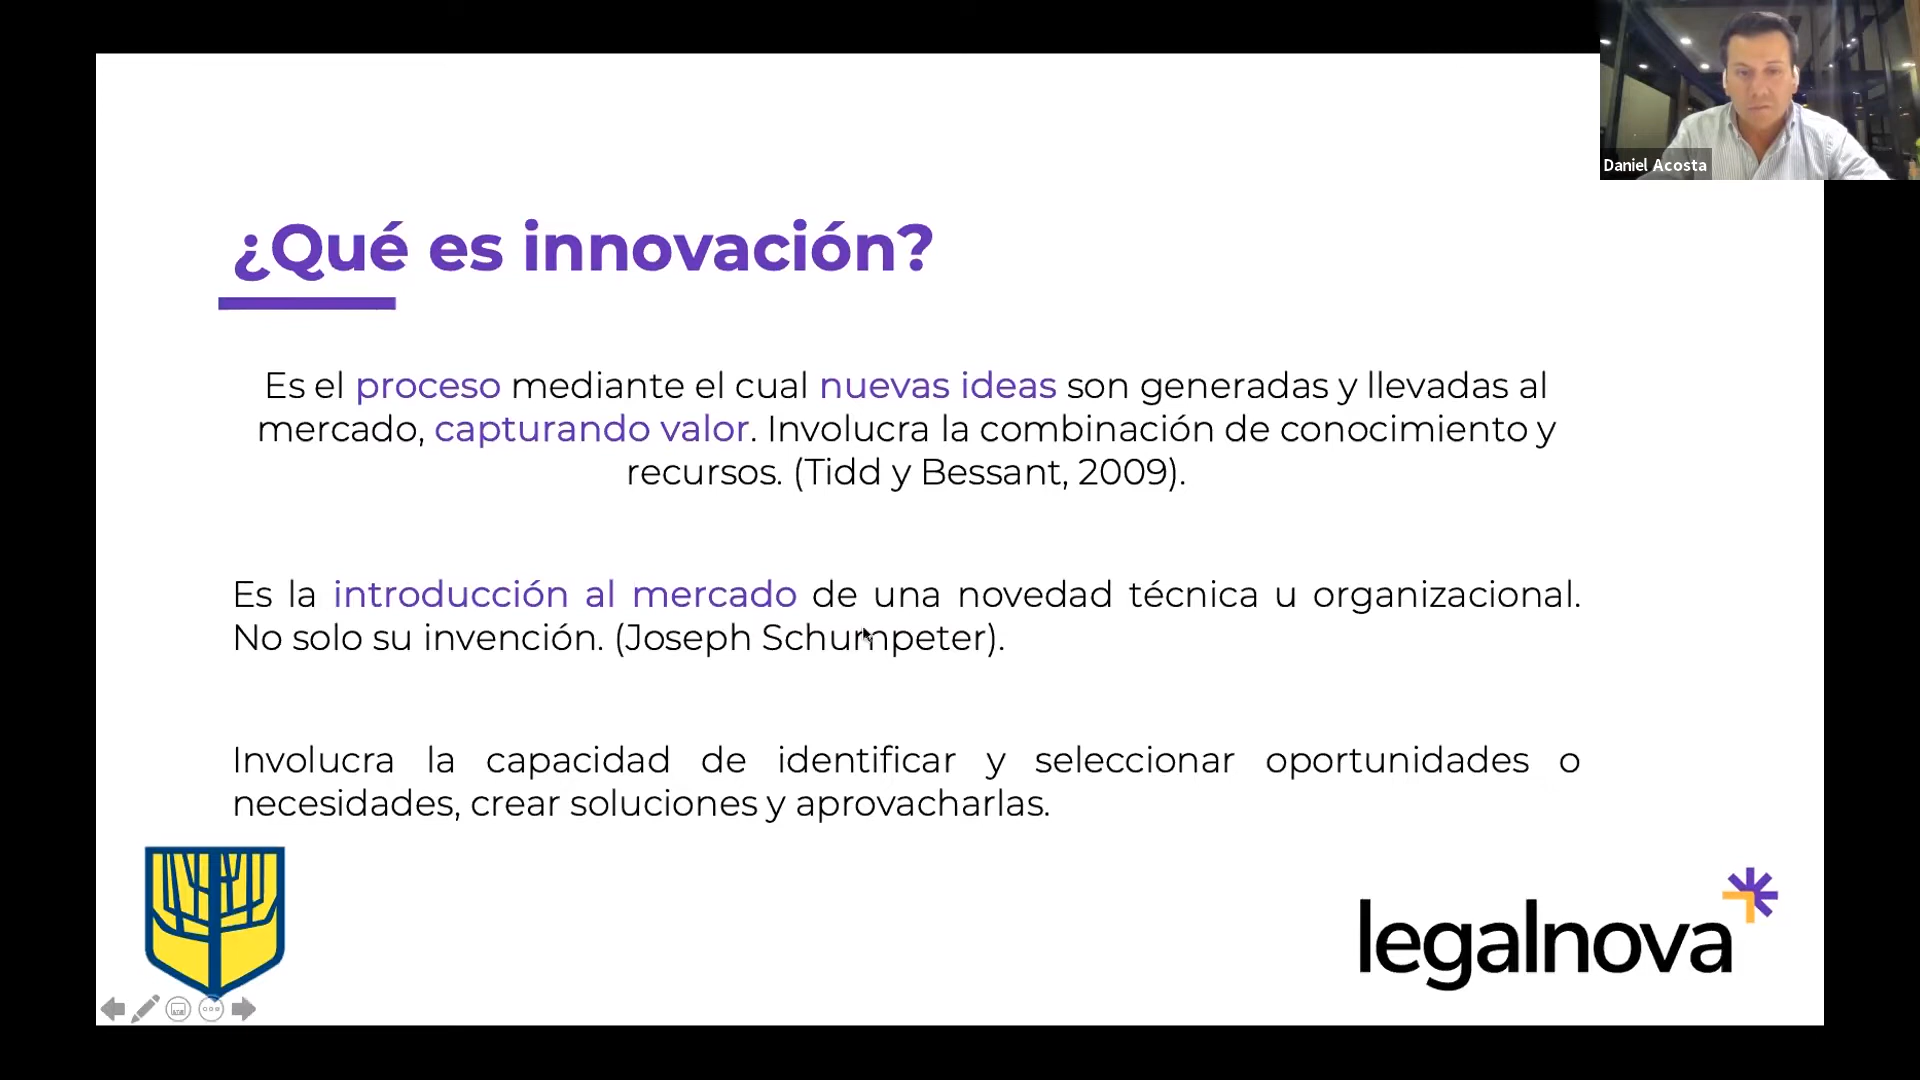 Daniel Acosta
¿Qué es innovación?
Es el proceso mediante el cual nuevas ideas son generadas y llevadas al
mercado, capturando valor. Involucra la combinación de conocimiento y
recursos. (Tidd y Bessant, 2009).
Es la introducción al mercado de una novedad técnica u organizacional.
No solo su invención. (Joseph Schumpeter).
Involucra la capacidad de identificar y seleccionar oportunidades o
necesidades, crear soluciones y aprovacharlas.
legalnova